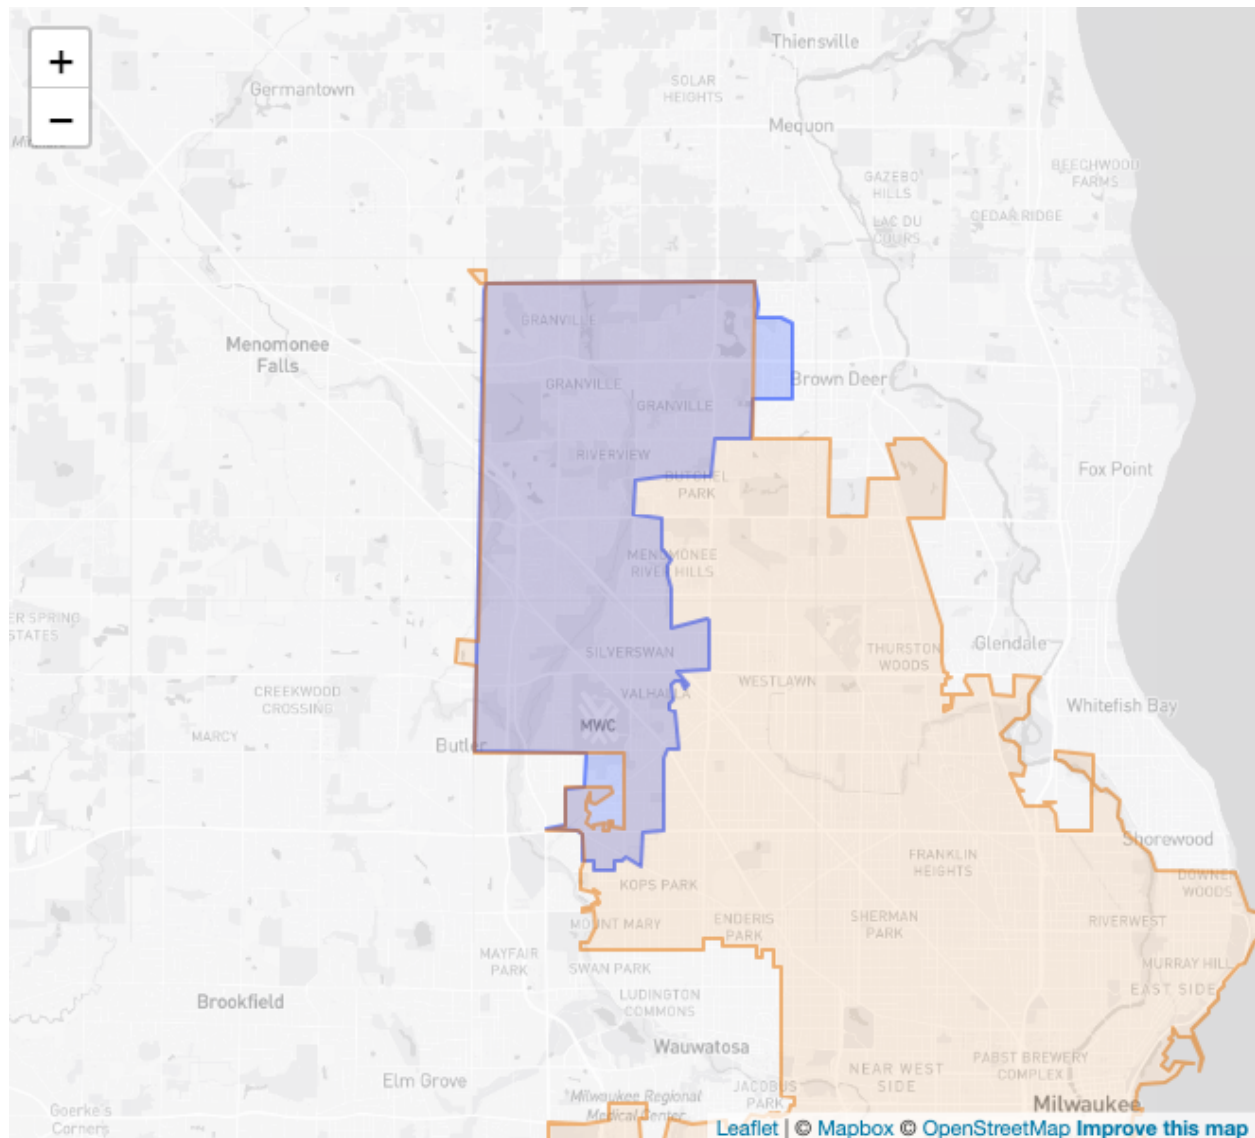 +
−
Thiensville
Germantown
SOLAR
HEIGHTS
Mequon
BEECHWOOD
FARMS
GAZEBO
HILLS
LAC DU
COURS
CEDAR RIDGE
GRANVILLE
Menomonee
Falls
GRANVILLE
Brown Deer
GRANVILLE
RIVERVIEW
Fox Point
BUTCHEL
PARK
MENOMONEE
RIVER HILLS
ER SPRING
STATES
SILVERSWAN
THURSTON
WOODS
Glendale
WESTLAWN
CREEKWOOD
CROSSING
VALHALLA
Whitefish Bay
MWC
MARCY
Butler
Shorewood
FRANKLIN
HEIGHTS
KOPS PARK
DOWNER
WOODS
MOUNT MARY
ENDERIS
PARK
SHERMAN
PARK
RIVERWEST
MAYFAIR
PARK
SWAN PARK
MURRAY HILL
EAST SIDE
Brookfield
LUDINGTON
COMMONS
Wauwatosa
PABST BREWERY
COMPLEX
NEAR WEST
SIDE
Elm Grove
JACOBUS
PARK
Milwaukee Regional
Medical Center
Milwaukee
Goerke's
Corners
Leaflet | © Mapbox © OpenStreetMap Improve this map